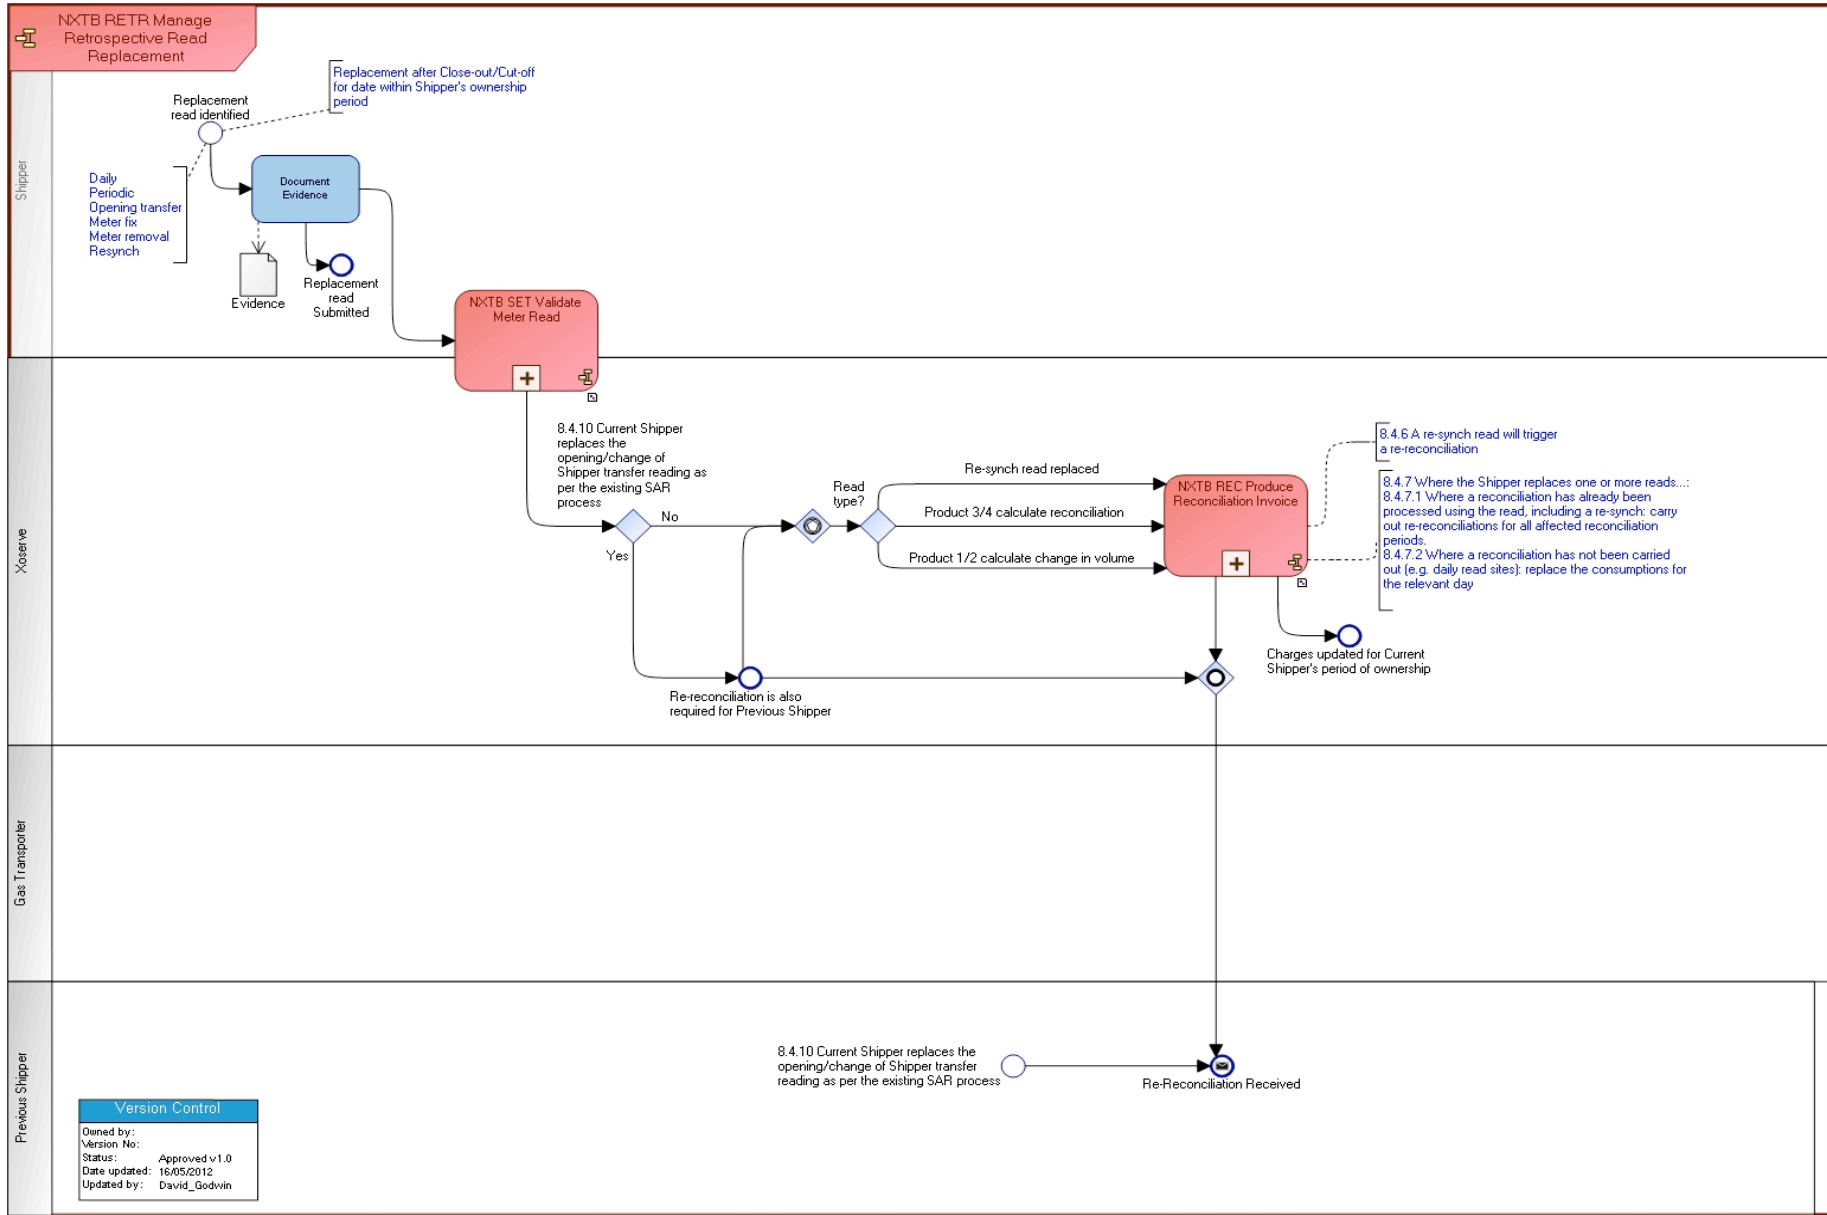 NXTB RETR Manage
Retrospective Read
Replacement
Shipper
Replacement after Close-out/Cut-off
for date within Shipper's ownership
period
Replacement
read identified
Daily
Periodic
Opening transfer
Meter fix
Meter removal
Resynch
Document
Evidence
Evidence
Replacement
read
Submitted
NXTB SET Validate
Meter Read
Xoserve
8.4.10 Current Shipper
replaces the
opening/change of
Shipper transfer reading as
per the existing SAR
process
No
Yes
Read
type?
Re-synch read replaced
Product 3/4 calculate reconciliation
Product 1/2 calculate change in volume
NXTB REC Produce
Reconciliation Invoice
8.4.6 A re-synch read will trigger
a re-reconciliation
8.4.7 Where the Shipper replaces one or more reads...:
8.4.7.1 Where a reconciliation has already been
processed using the read, including a re-synch: carry
out re-reconciliations for all affected reconciliation
periods.
8.4.7.2 Where a reconciliation has not been carried
out (e.g. daily read sites): replace the consumptions for
the relevant day
Charges updated for Current
Shipper's period of ownership
Re-reconciliation is also
required for Previous Shipper
Gas Transporter
Previous Shipper
8.4.10 Current Shipper replaces the
opening/change of Shipper transfer
reading as per the existing SAR process
Re-Reconciliation Received
Version Control
Owned by:
Version No:
Status: Approved v1.0
Date updated: 16/05/2012
Updated by: David_Godwin